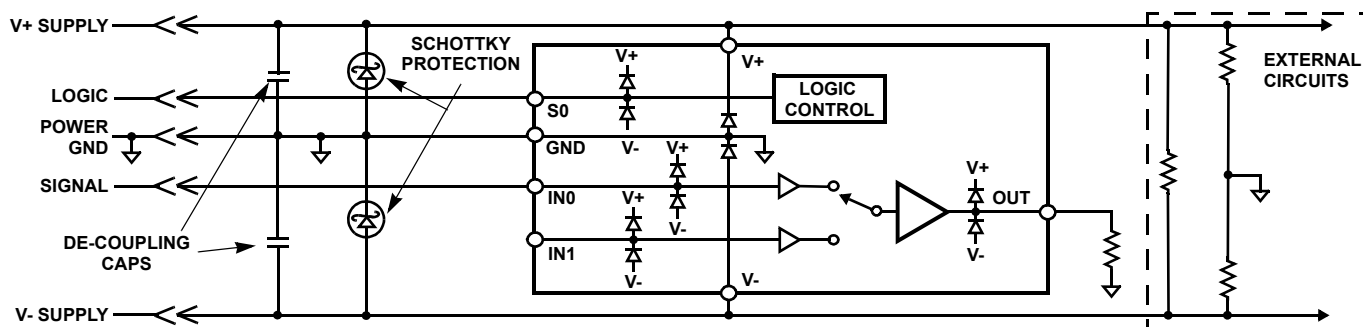 V+ SUPPLY
LOGIC
POWER
GND
SIGNAL
DE-COUPLING
CAPS
V- SUPPLY
SCHOTTKY
PROTECTION
V+
V+
S0
V-
LOGIC
CONTROL
GND
V+
IN0
V-
V+
IN1
V-
V-
V+
OUT
V-
EXTERNAL
CIRCUITS